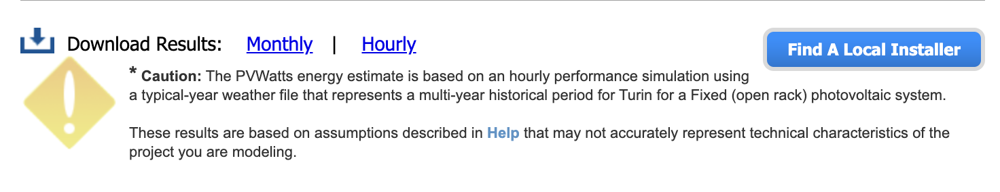 Download Results: Monthly | Hourly
Find A Local Installer
* Caution: The PVWatts energy estimate is based on an hourly performance simulation using
a typical-year weather file that represents a multi-year historical period for Turin for a Fixed (open rack) photovoltaic system.
These results are based on assumptions described in Help that may not accurately represent technical characteristics of the
project you are modeling.